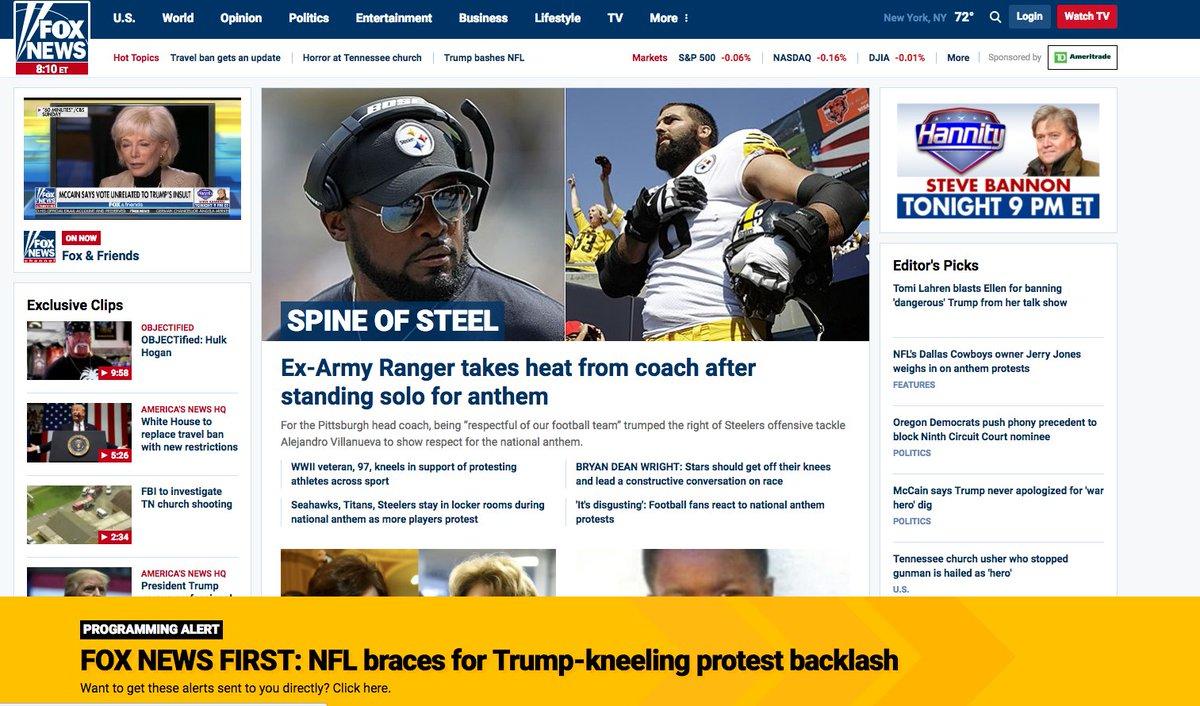 U.S. World Opinion Politics Entertainment Business Lifestyle TV More New York, NY 72° Login Watch TV
FOX
NEWS
8:10 ET
Hot Topics Travel ban gets an update Horror at Tennessee church Trump bashes NFL Markets S&P 500 -0.06% NASDAQ -0.16% DJIA -0.01% More Sponsored by TD Ameritrade
"60 MINUTES"/CBS
SUNDAY
MCCAIN SAYS VOTE UNRELATED TO TRUMP'S INSULT
FOX & friends
FOX
NEWS
channel
ON NOW
Fox & Friends
Exclusive Clips
OBJECTIFIED
OBJECTified: Hulk
Hogan
9:58
AMERICA'S NEWS HQ
White House to
replace travel ban
with new restrictions
5:26
FBI to investigate
TN church shooting
2:34
AMERICA'S NEWS HQ
President Trump
BOSE
Steelers
SPINE OF STEEL
Ex-Army Ranger takes heat from coach after
standing solo for anthem
For the Pittsburgh head coach, being “respectful of our football team” trumped the right of Steelers offensive tackle
Alejandro Villanueva to show respect for the national anthem.
WWII veteran, 97, kneels in support of protesting
athletes across sport
BRYAN DEAN WRIGHT: Stars should get off their knees
and lead a constructive conversation on race
Seahawks, Titans, Steelers stay in locker rooms during
national anthem as more players protest
'It's disgusting': Football fans react to national anthem
protests
Hannity
STEVE BANNON
TONIGHT 9 PM ET
Editor's Picks
Tomi Lahren blasts Ellen for banning
'dangerous' Trump from her talk show
NFL's Dallas Cowboys owner Jerry Jones
weighs in on anthem protests
FEATURES
Oregon Democrats push phony precedent to
block Ninth Circuit Court nominee
POLITICS
McCain says Trump never apologized for 'war
hero' dig
POLITICS
Tennessee church usher who stopped
gunman is hailed as 'hero'
U.S.
PROGRAMMING ALERT
FOX NEWS FIRST: NFL braces for Trump-kneeling protest backlash
Want to get these alerts sent to you directly? Click here.